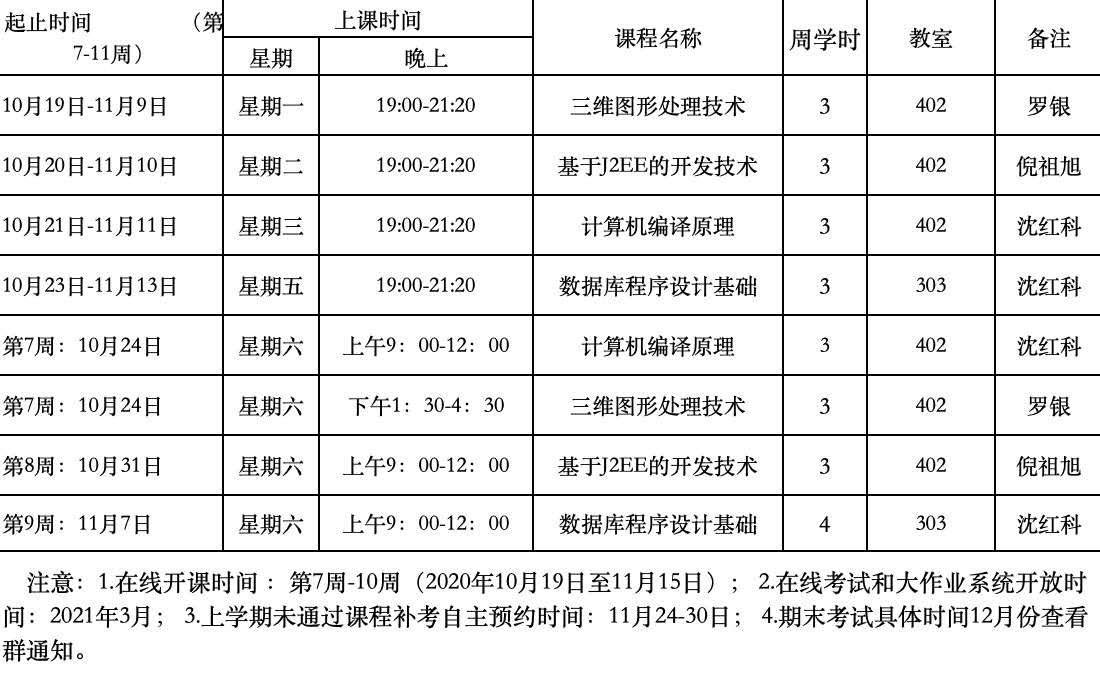 起止时间 （第 上课时间 课程名称 周学时 教室 备注
7-11周） 星期 晚上
10月19日-11月9日 星期一 19:00-21:20 三维图形处理技术 3 402 罗银
10月20日-11月10日 星期二 19:00-21:20 基于J2EE的开发技术 3 402 倪祖旭
10月21日-11月11日 星期三 19:00-21:20 计算机编译原理 3 402 沈红科
10月23日-11月13日 星期五 19:00-21:20 数据库程序设计基础 3 303 沈红科
第7周：10月24日 星期六 上午9：00-12：00 计算机编译原理 3 402 沈红科
第7周：10月24日 星期六 下午1：30-4：30 三维图形处理技术 3 402 罗银
第8周：10月31日 星期六 上午9：00-12：00 基于J2EE的开发技术 3 402 倪祖旭
第9周：11月7日 星期六 上午9：00-12：00 数据库程序设计基础 4 303 沈红科
注意：1.在线开课时间 ：第7周-10周（2020年10月19日至11月15日）； 2.在线考试和大作业系统开放时
间：2021年3月； 3.上学期未通过课程补考自主预约时间：11月24-30日； 4.期末考试具体时间12月份查看
群通知。